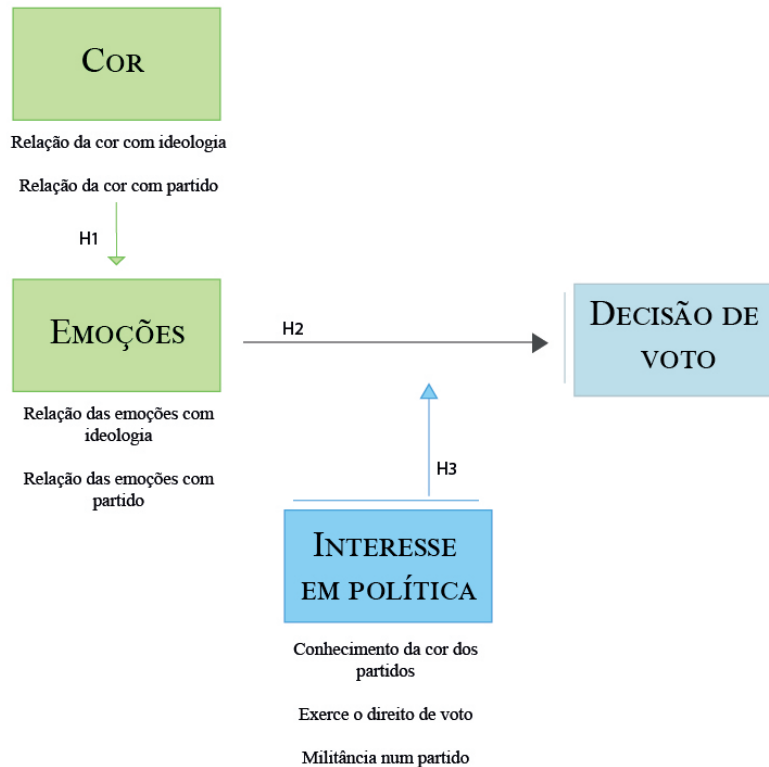 COR
Relação da cor com ideologia
Relação da cor com partido
H1
EMOÇÕES
Relação das emoções com
ideologia
Relação das emoções com
partido
H2
DECISÃO DE
VOTO
H3
INTERESSE
EM POLÍTICA
Conhecimento da cor dos
partidos
Exerce o direito de voto
Militância num partido